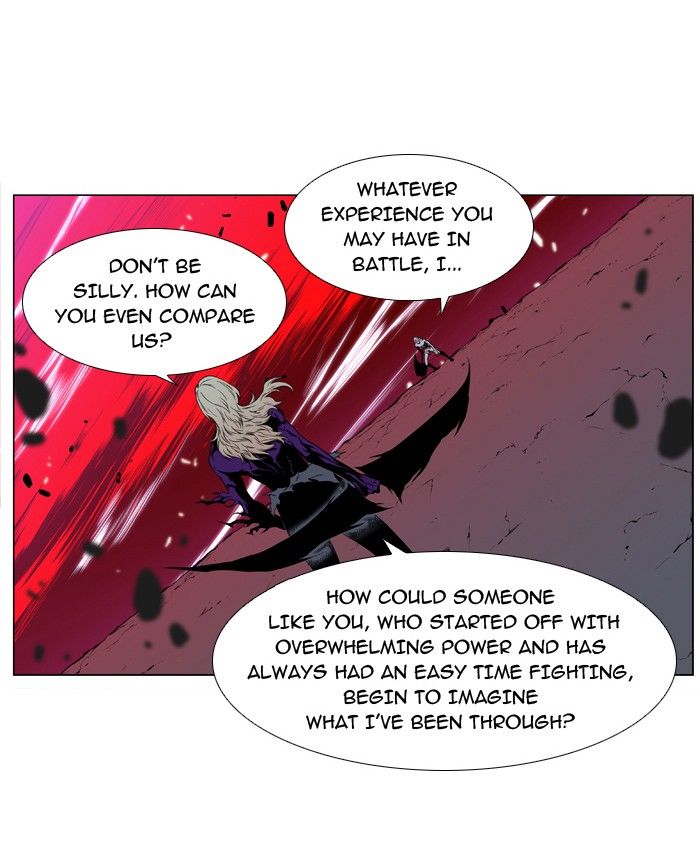 WHATEVER
EXPERIENCE YOU
MAY HAVE IN
BATTLE, I...
DON'T BE
SILLY. HOW CAN
YOU EVEN COMPARE
US?
HOW COULD SOMEONE
LIKE YOU, WHO STARTED OFF WITH
OVERWHELMING POWER AND HAS
ALWAYS HAD AN EASY TIME FIGHTING,
BEGIN TO IMAGINE
WHAT I'VE BEEN THROUGH?